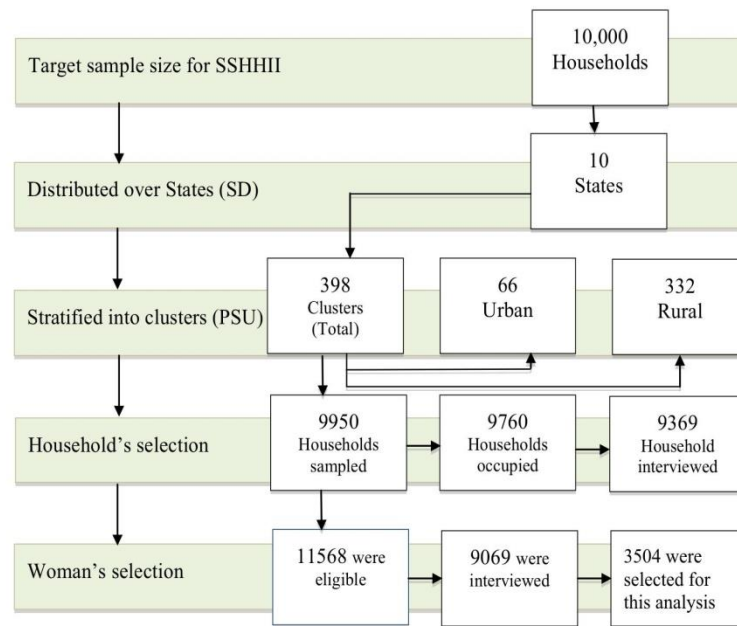 Target sample size for SSHHII
10,000
Households
Distributed over States (SD)
10
States
Stratified into clusters (PSU)
398
Clusters
(Total)
66
Urban
332
Rural
Household’s selection
9950
Households
sampled
9760
Households
occupied
9369
Household
interviewed
Woman’s selection
11568 were
eligible
9069 were
interviewed
3504 were
selected for
this analysis